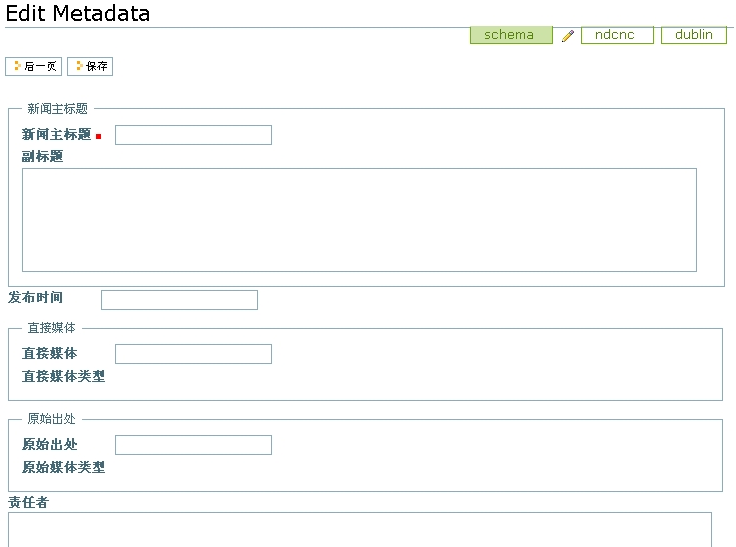 Edit Metadata
schema ndcnc dublin
后一页 保存
新闻主标题
新闻主标题
副标题
发布时间
直接媒体
直接媒体
直接媒体类型
原始出处
原始出处
原始媒体类型
责任者